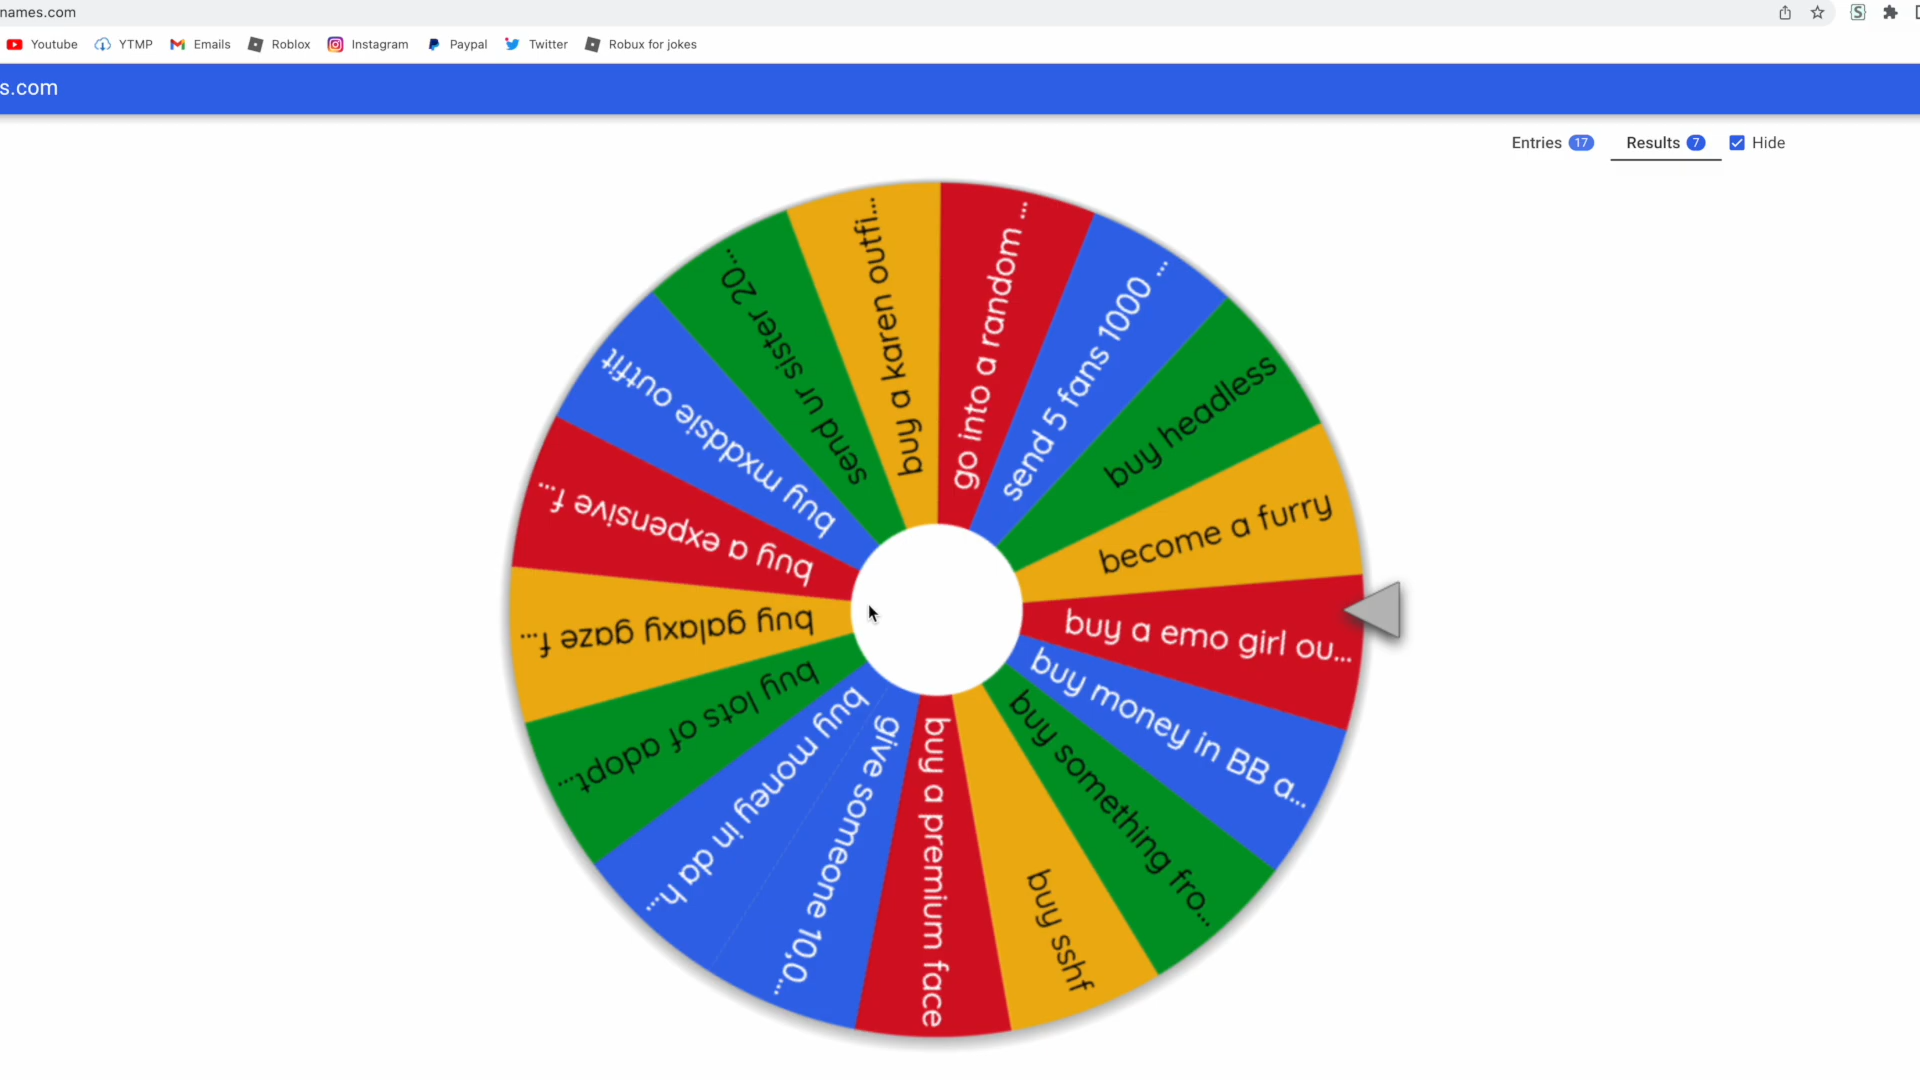 names.com
Youtube
YTMP
Emails
Roblox
Instagram
Paypal
Twitter
Robux for jokes
s.com
Entries 17
Results 7
Hide
go into a random ...
send 5 fans 1000 ...
buy headless
become a furry
buy a emo girl ou...
buy money in BB a...
buy something fro...
buy sshf
buy a premium face
give someone 10,0...
buy money in da h...
buy lots of adopt...
buy galaxy gaze f...
buy a expensive f...
buy mxddsie outfit
send ur sister 20...
buy a karen outfi...